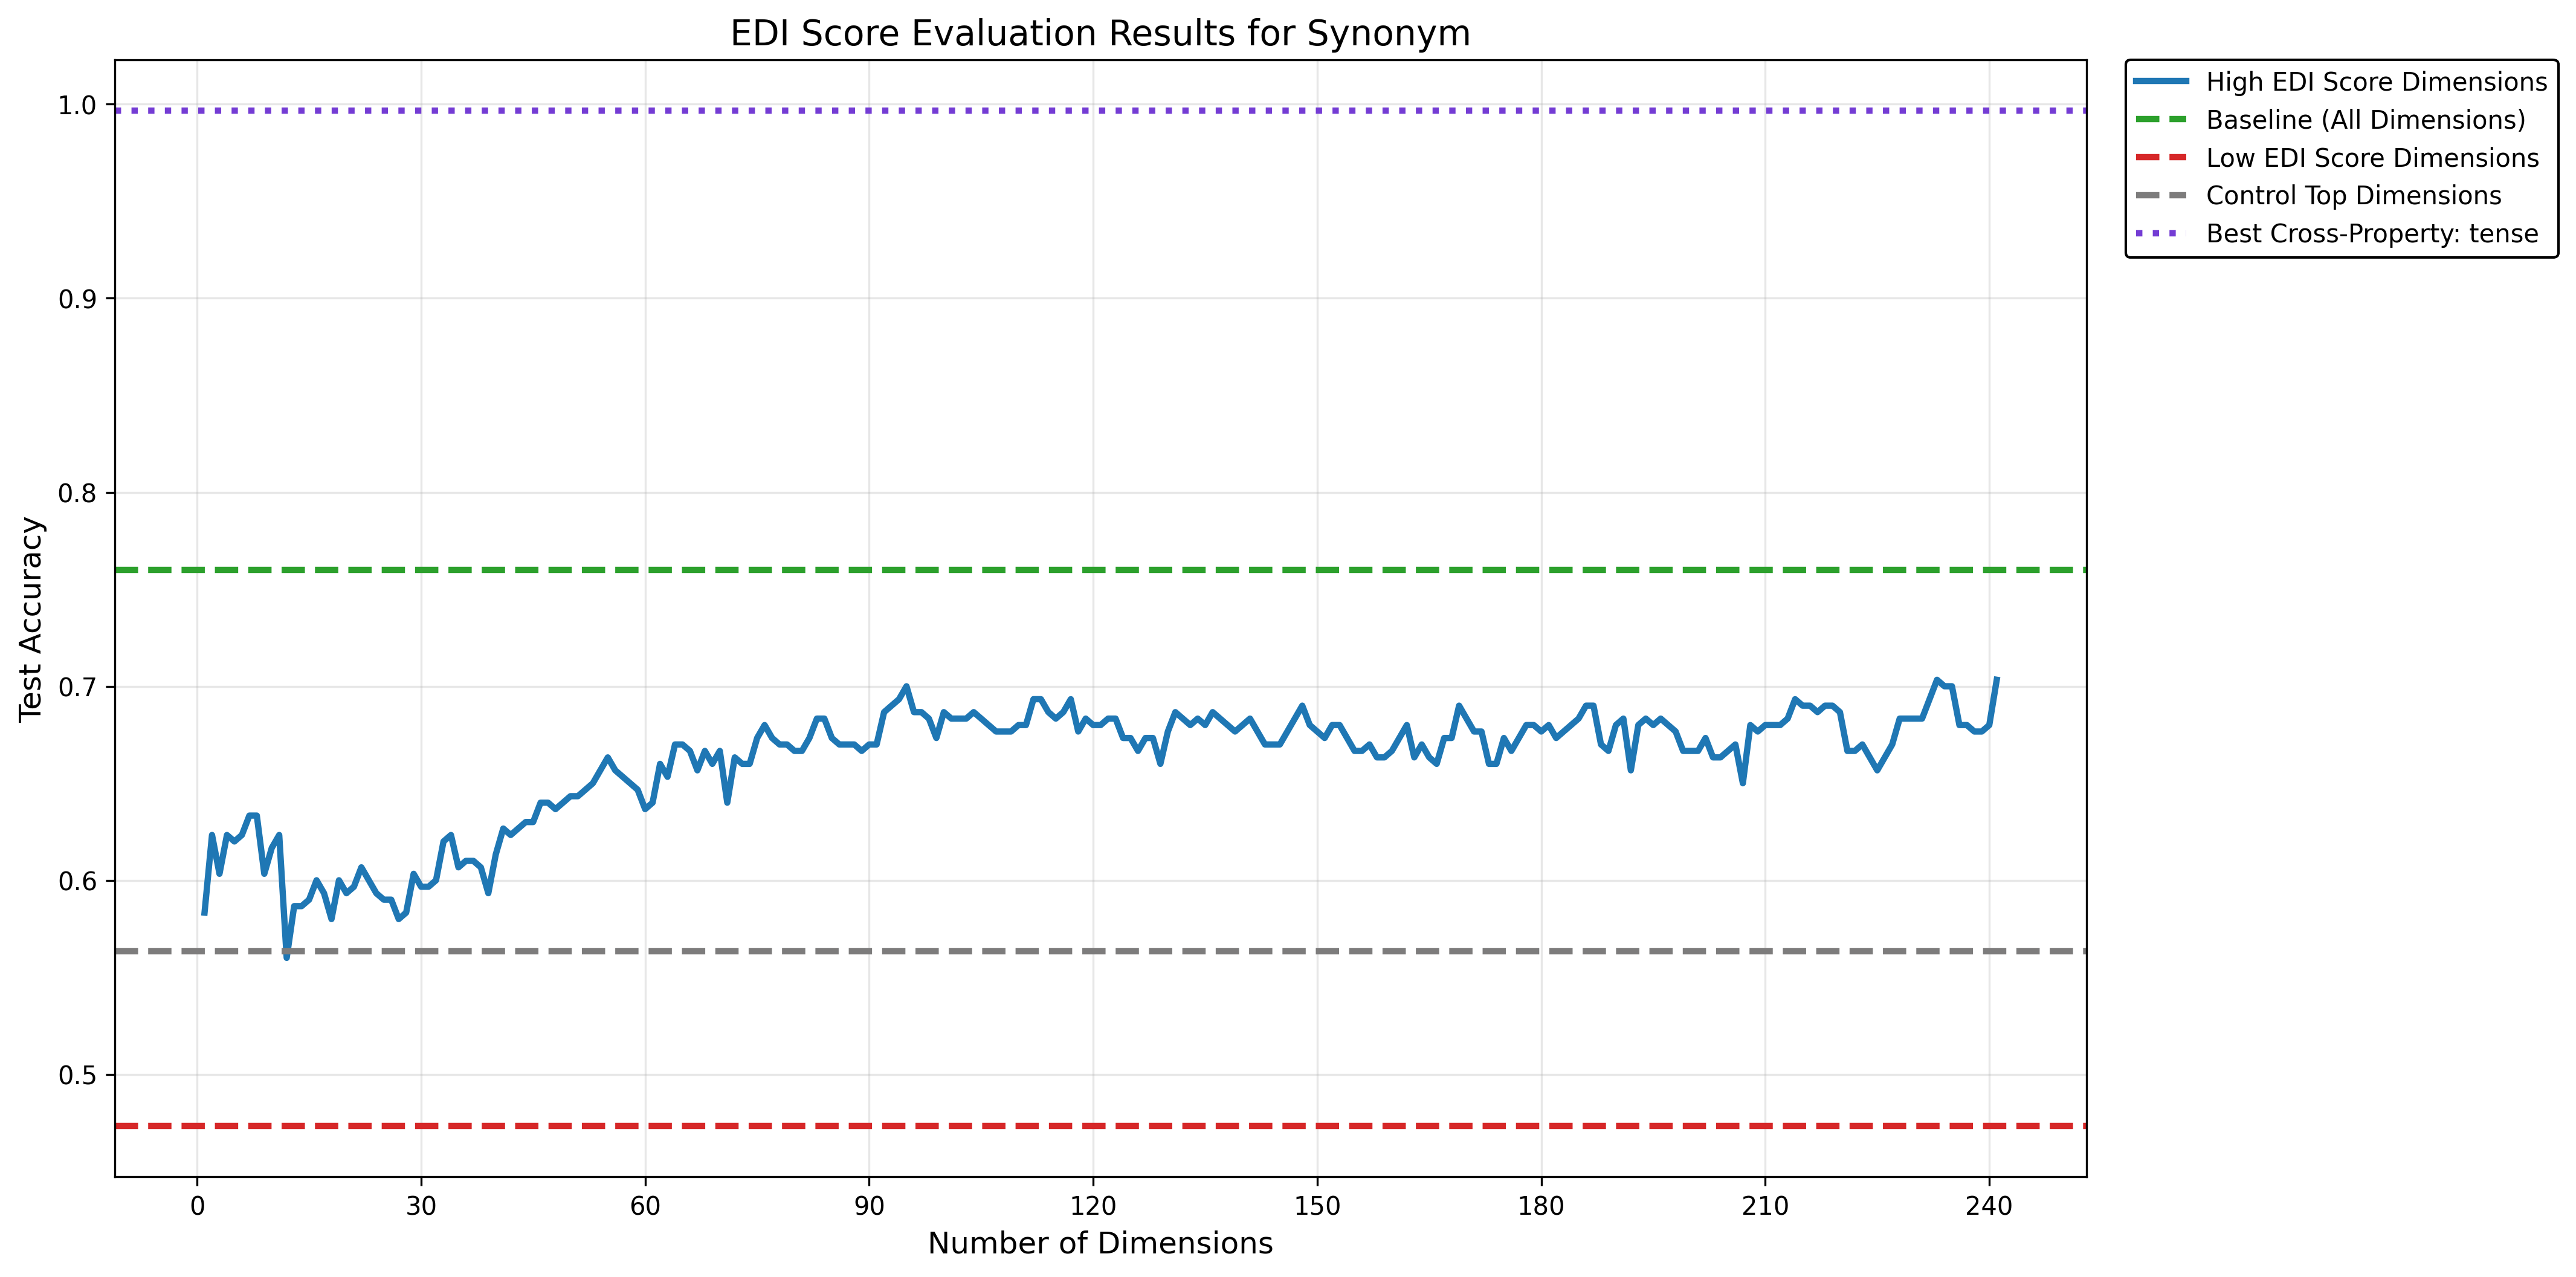 EDI Score Evaluation Results for Synonym
High EDI Score Dimensions
Baseline (All Dimensions)
Low EDI Score Dimensions
Control Top Dimensions
Best Cross-Property: tense
Test Accuracy
1.0
0.9
0.8
0.7
0.6
0.5
0 30 60 90 120 150 180 210 240
Number of Dimensions